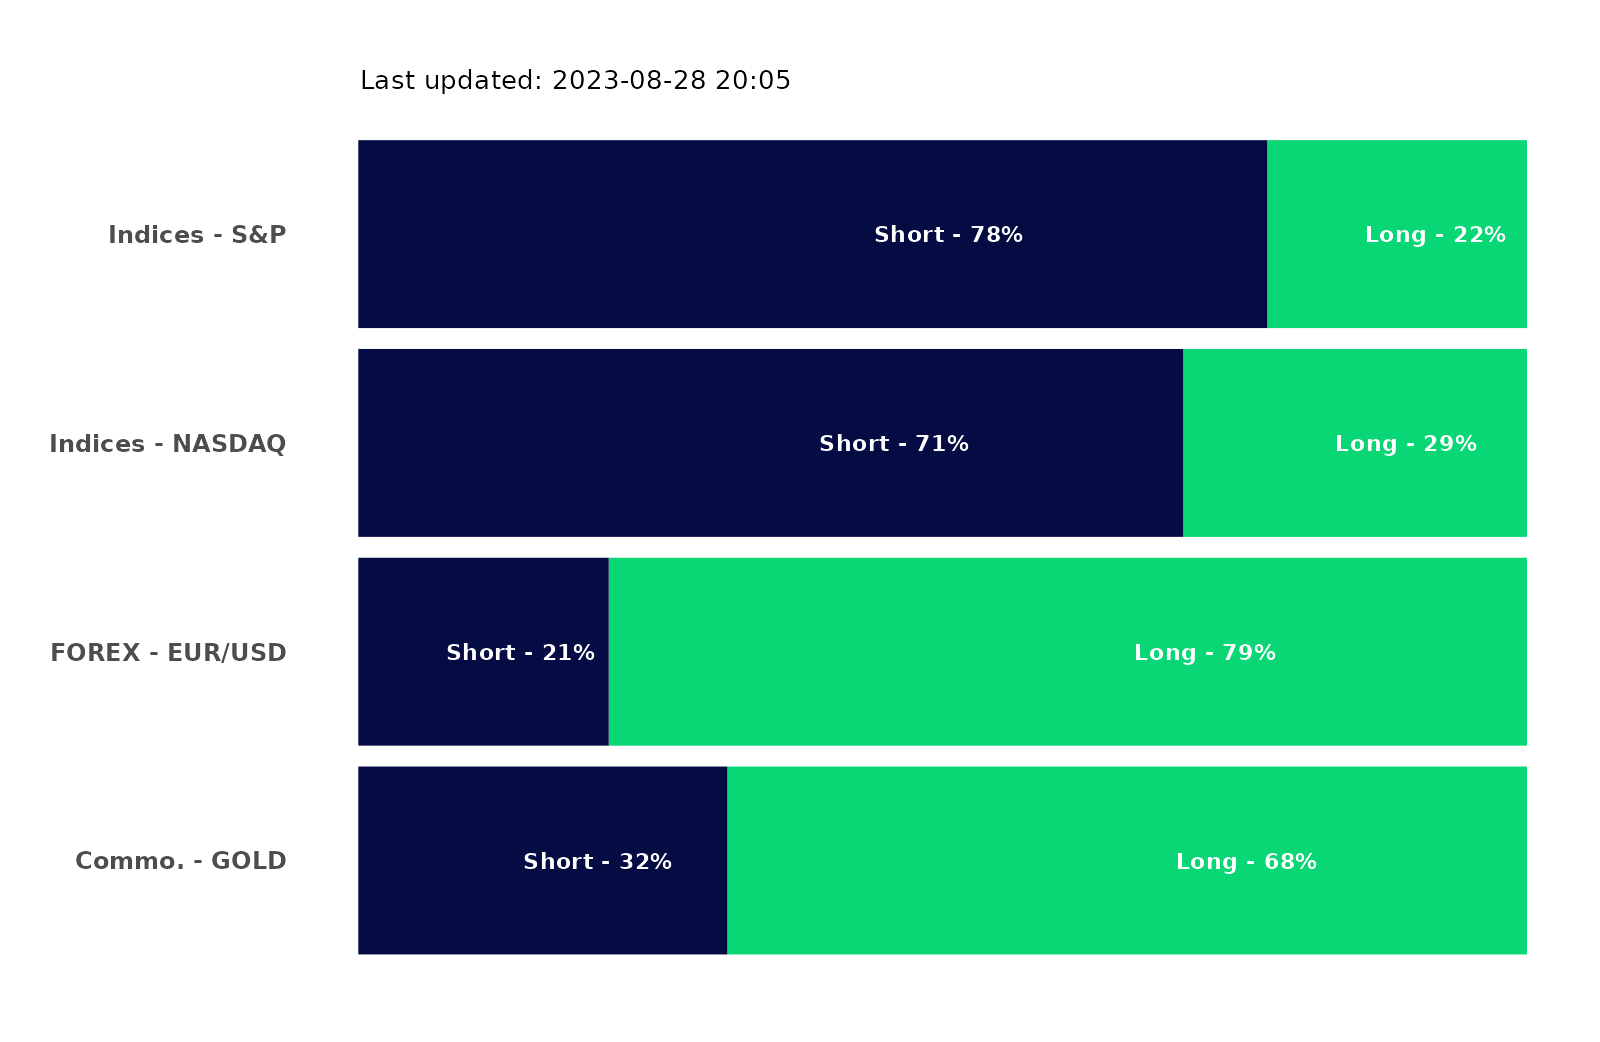 Last updated: 2023-08-28 20:05
Indices - S&P Short - 78% Long - 22%
Indices - NASDAQ Short - 71% Long - 29%
FOREX - EUR/USD Short - 21% Long - 79%
Commo. - GOLD Short - 32% Long - 68%